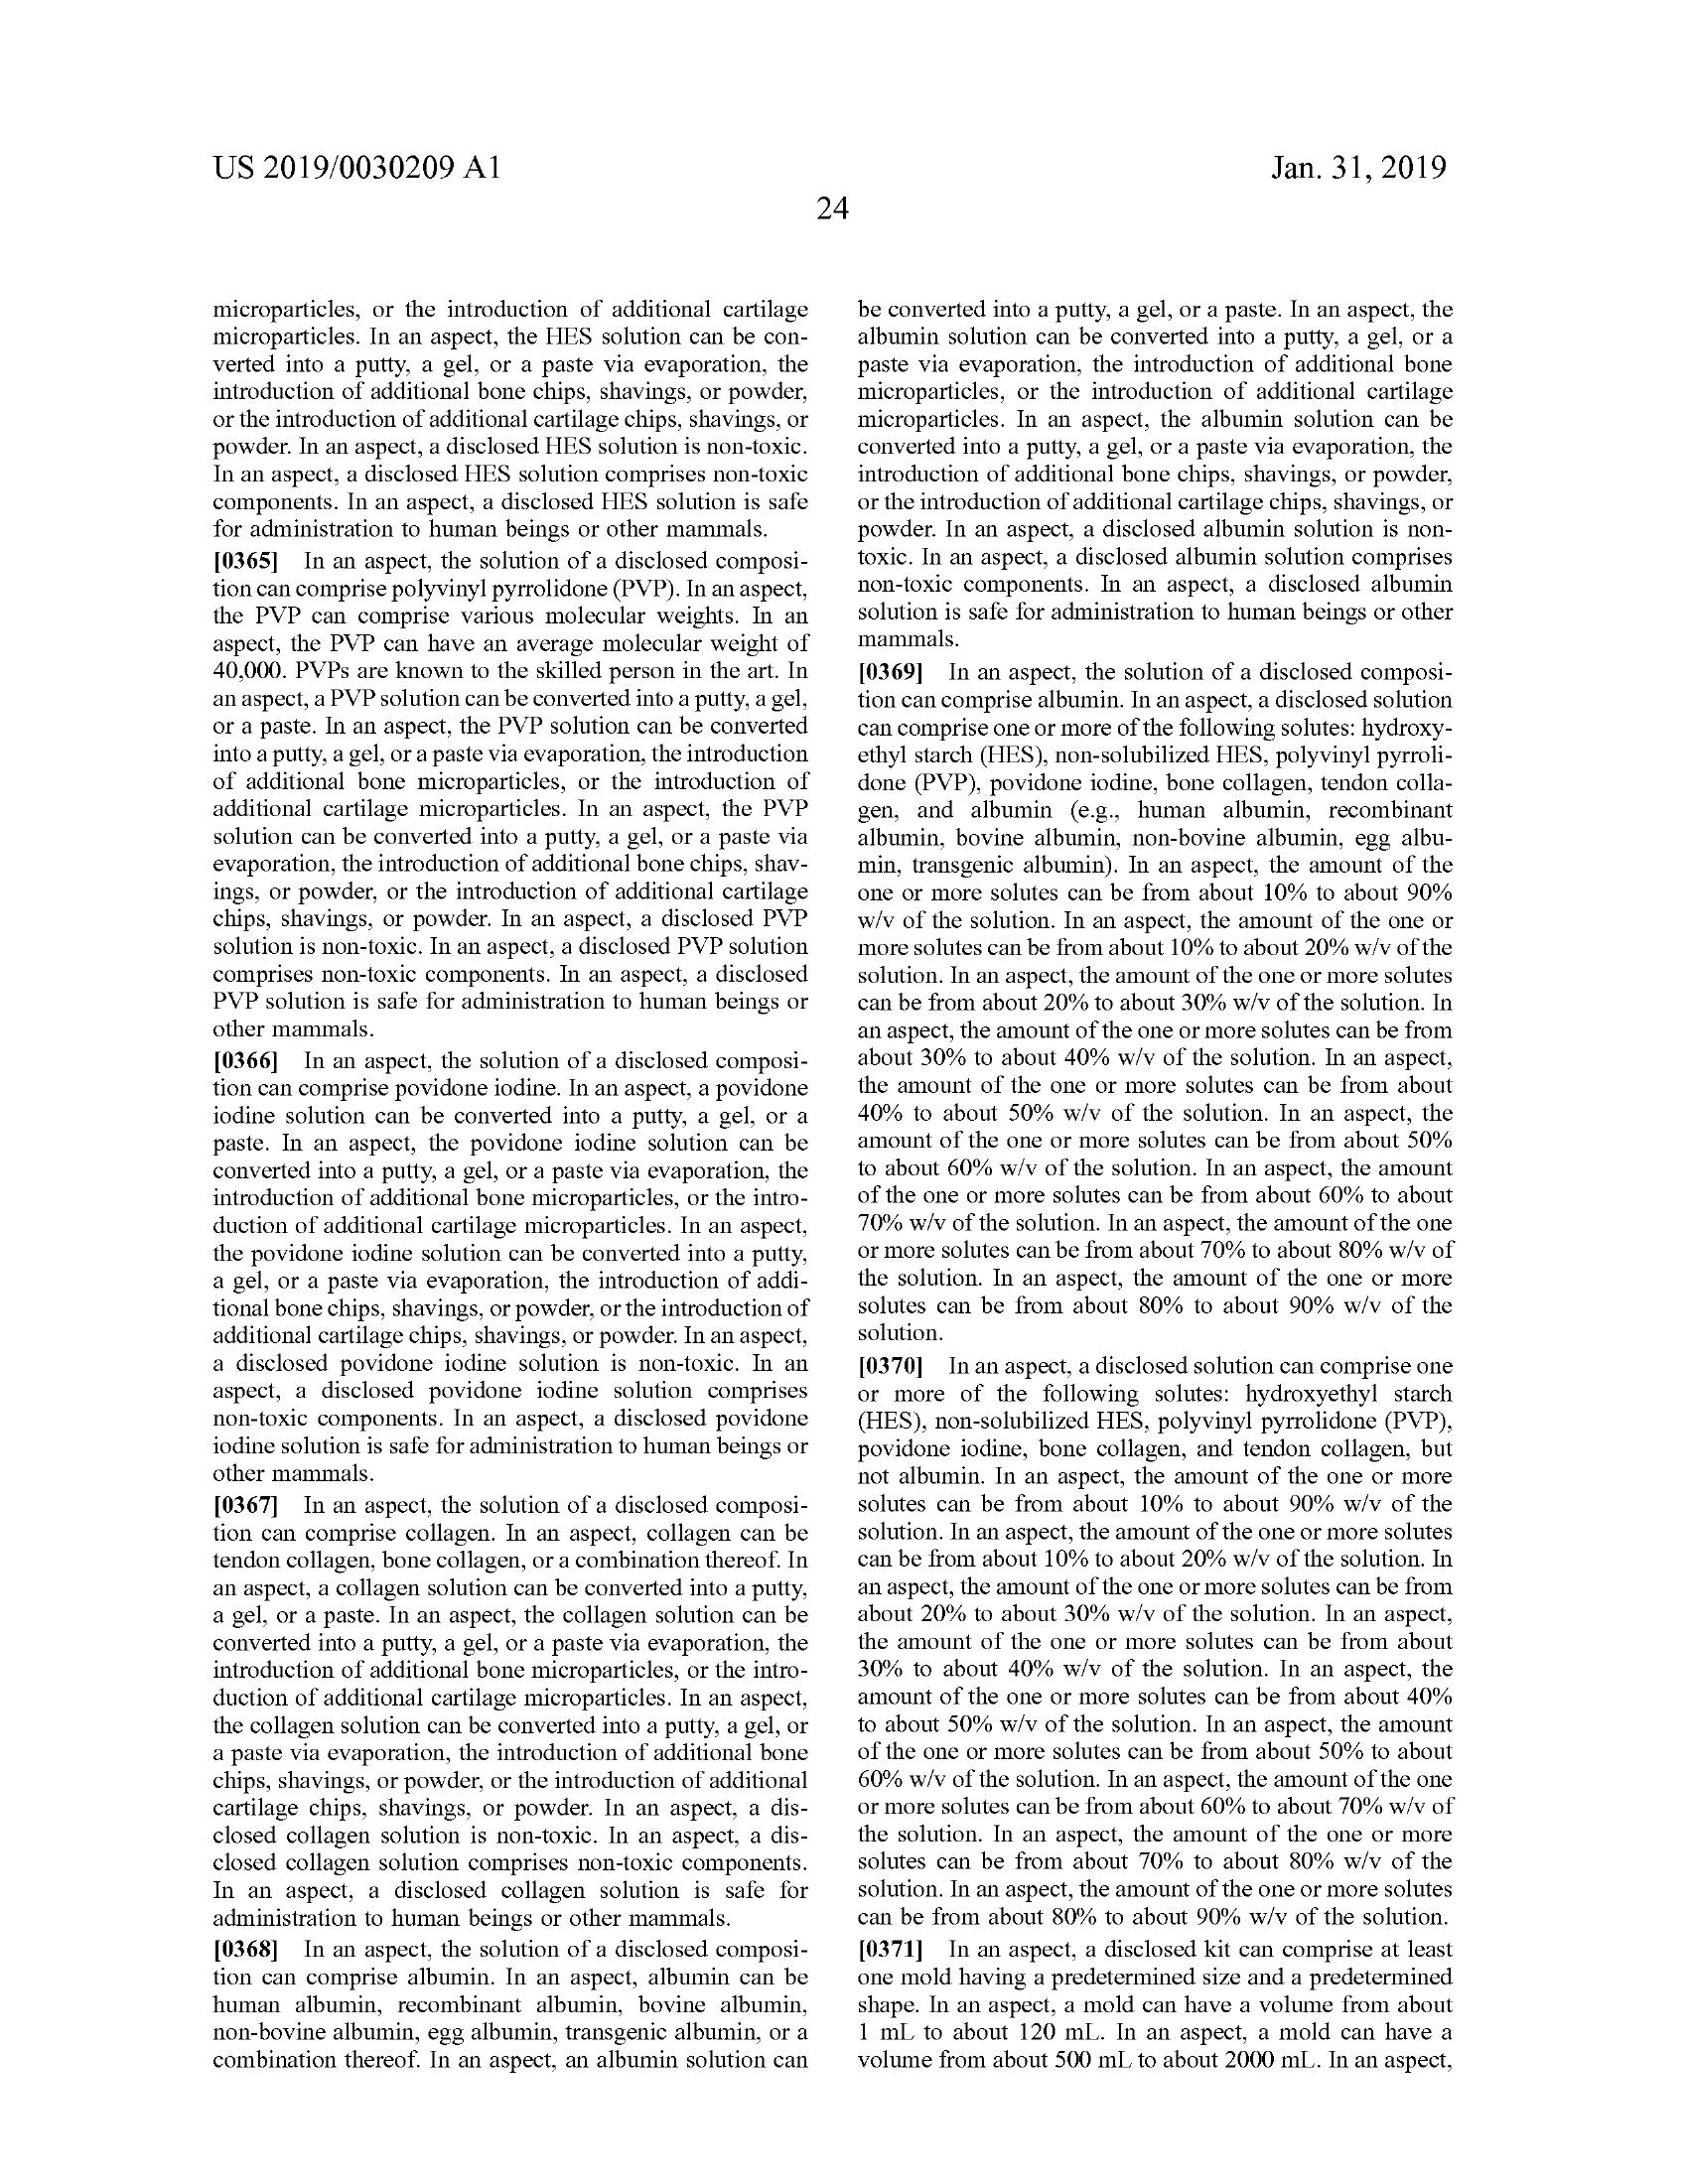 US 2019/0030209 A1
Jan. 31, 2019
24
microparticles, or the introduction of additional cartilage
microparticles. In an aspect, the HES solution can be con-
verted into a putty, a gel, or a paste via evaporation, the
introduction of additional bone chips, shavings, or powder,
or the introduction of additional cartilage chips, shavings, or
powder. In an aspect, a disclosed HES solution is non-toxic.
In an aspect, a disclosed HES solution comprises non-toxic
components. In an aspect, a disclosed HES solution is safe
for administration to human beings or other mammals.
[0365] In an aspect, the solution of a disclosed composi-
tion can comprise polyvinyl pyrrolidone (PVP). In an aspect,
the PVP can comprise various molecular weights. In an
aspect, the PVP can have an average molecular weight of
40,000. PVPs are known to the skilled person in the art. In
an aspect, a PVP solution can be converted into a putty, a gel,
or a paste. In an aspect, the PVP solution can be converted
into a putty, a gel, or a paste via evaporation, the introduction
of additional bone microparticles, or the introduction of
additional cartilage microparticles. In an aspect, the PVP
solution can be converted into a putty, a gel, or a paste via
evaporation, the introduction of additional bone chips, shav-
ings, or powder, or the introduction of additional cartilage
chips, shavings, or powder. In an aspect, a disclosed PVP
solution is non-toxic. In an aspect, a disclosed PVP solution
comprises non-toxic components. In an aspect, a disclosed
PVP solution is safe for administration to human beings or
other mammals.
[0366] In an aspect, the solution of a disclosed composi-
tion can comprise povidone iodine. In an aspect, a povidone
iodine solution can be converted into a putty, a gel, or a
paste. In an aspect, the povidone iodine solution can be
converted into a putty, a gel, or a paste via evaporation, the
introduction of additional bone microparticles, or the intro-
duction of additional cartilage microparticles. In an aspect,
the povidone iodine solution can be converted into a putty,
a gel, or a paste via evaporation, the introduction of addi-
tional bone chips, shavings, or powder, or the introduction of
additional cartilage chips, shavings, or powder. In an aspect,
a disclosed povidone iodine solution is non-toxic. In an
aspect, a disclosed povidone iodine solution comprises
non-toxic components. In an aspect, a disclosed povidone
iodine solution is safe for administration to human beings or
other mammals.
[0367] In an aspect, the solution of a disclosed composi-
tion can comprise collagen. In an aspect, collagen can be
tendon collagen, bone collagen, or a combination thereof. In
an aspect, a collagen solution can be converted into a putty,
a gel, or a paste. In an aspect, the collagen solution can be
converted into a putty, a gel, or a paste via evaporation, the
introduction of additional bone microparticles, or the intro-
duction of additional cartilage microparticles. In an aspect,
the collagen solution can be converted into a putty, a gel, or
a paste via evaporation, the introduction of additional bone
chips, shavings, or powder, or the introduction of additional
cartilage chips, shavings, or powder. In an aspect, a dis-
closed collagen solution is non-toxic. In an aspect, a dis-
closed collagen solution comprises non-toxic components.
In an aspect, a disclosed collagen solution is safe for
administration to human beings or other mammals.
[0368] In an aspect, the solution of a disclosed composi-
tion can comprise albumin. In an aspect, albumin can be
human albumin, recombinant albumin, bovine albumin,
non-bovine albumin, egg albumin, transgenic albumin, or a
combination thereof. In an aspect, an albumin solution can
be converted into a putty, a gel, or a paste. In an aspect, the
albumin solution can be converted into a putty, a gel, or a
paste via evaporation, the introduction of additional bone
microparticles, or the introduction of additional cartilage
microparticles. In an aspect, the albumin solution can be
converted into a putty, a gel, or a paste via evaporation, the
introduction of additional bone chips, shavings, or powder,
or the introduction of additional cartilage chips, shavings, or
powder. In an aspect, a disclosed albumin solution is non-
toxic. In an aspect, a disclosed albumin solution comprises
non-toxic components. In an aspect, a disclosed albumin
solution is safe for administration to human beings or other
mammals.
[0369] In an aspect, the solution of a disclosed composi-
tion can comprise albumin. In an aspect, a disclosed solution
can comprise one or more of the following solutes: hydroxy-
ethyl starch (HES), non-solubilized HES, polyvinyl pyrroli-
done (PVP), povidone iodine, bone collagen, tendon colla-
gen, and albumin (e.g., human albumin, recombinant
albumin, bovine albumin, non-bovine albumin, egg albu-
min, transgenic albumin). In an aspect, the amount of the
one or more solutes can be from about 10% to about 90%
w/v of the solution. In an aspect, the amount of the one or
more solutes can be from about 10% to about 20% w/v of the
solution. In an aspect, the amount of the one or more solutes
can be from about 20% to about 30% w/v of the solution. In
an aspect, the amount of the one or more solutes can be from
about 30% to about 40% w/v of the solution. In an aspect,
the amount of the one or more solutes can be from about
40% to about 50% w/v of the solution. In an aspect, the
amount of the one or more solutes can be from about 50%
to about 60% w/v of the solution. In an aspect, the amount
of the one or more solutes can be from about 60% to about
70% w/v of the solution. In an aspect, the amount of the one
or more solutes can be from about 70% to about 80% w/v of
the solution. In an aspect, the amount of the one or more
solutes can be from about 80% to about 90% w/v of the
solution.
[0370] In an aspect, a disclosed solution can comprise one
or more of the following solutes: hydroxyethyl starch
(HES), non-solubilized HES, polyvinyl pyrrolidone (PVP),
povidone iodine, bone collagen, and tendon collagen, but
not albumin. In an aspect, the amount of the one or more
solutes can be from about 10% to about 90% w/v of the
solution. In an aspect, the amount of the one or more solutes
can be from about 10% to about 20% w/v of the solution. In
an aspect, the amount of the one or more solutes can be from
about 20% to about 30% w/v of the solution. In an aspect,
the amount of the one or more solutes can be from about
30% to about 40% w/v of the solution. In an aspect, the
amount of the one or more solutes can be from about 40%
to about 50% w/v of the solution. In an aspect, the amount
of the one or more solutes can be from about 50% to about
60% w/v of the solution. In an aspect, the amount of the one
or more solutes can be from about 60% to about 70% w/v of
the solution. In an aspect, the amount of the one or more
solutes can be from about 70% to about 80% w/v of the
solution. In an aspect, the amount of the one or more solutes
can be from about 80% to about 90% w/v of the solution.
[0371] In an aspect, a disclosed kit can comprise at least
one mold having a predetermined size and a predetermined
shape. In an aspect, a mold can have a volume from about
1 mL to about 120 mL. In an aspect, a mold can have a
volume from about 500 mL to about 2000 mL. In an aspect,